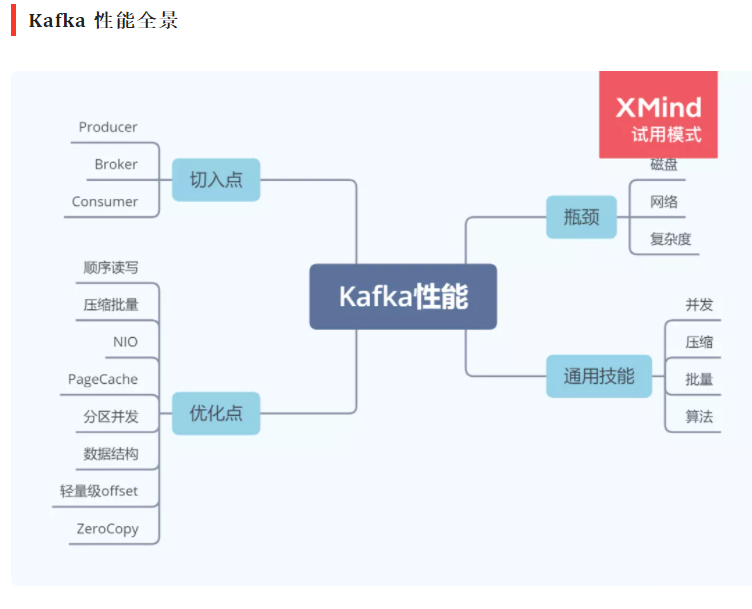 Kafka 性能全景
XMind
试用模式
Producer
Broker
Consumer
切入点
磁盘
网络
复杂度
瓶颈
Kafka性能
顺序读写
压缩批量
NIO
PageCache
分区并发
数据结构
轻量级offset
ZeroCopy
优化点
并发
压缩
批量
算法
通用技能